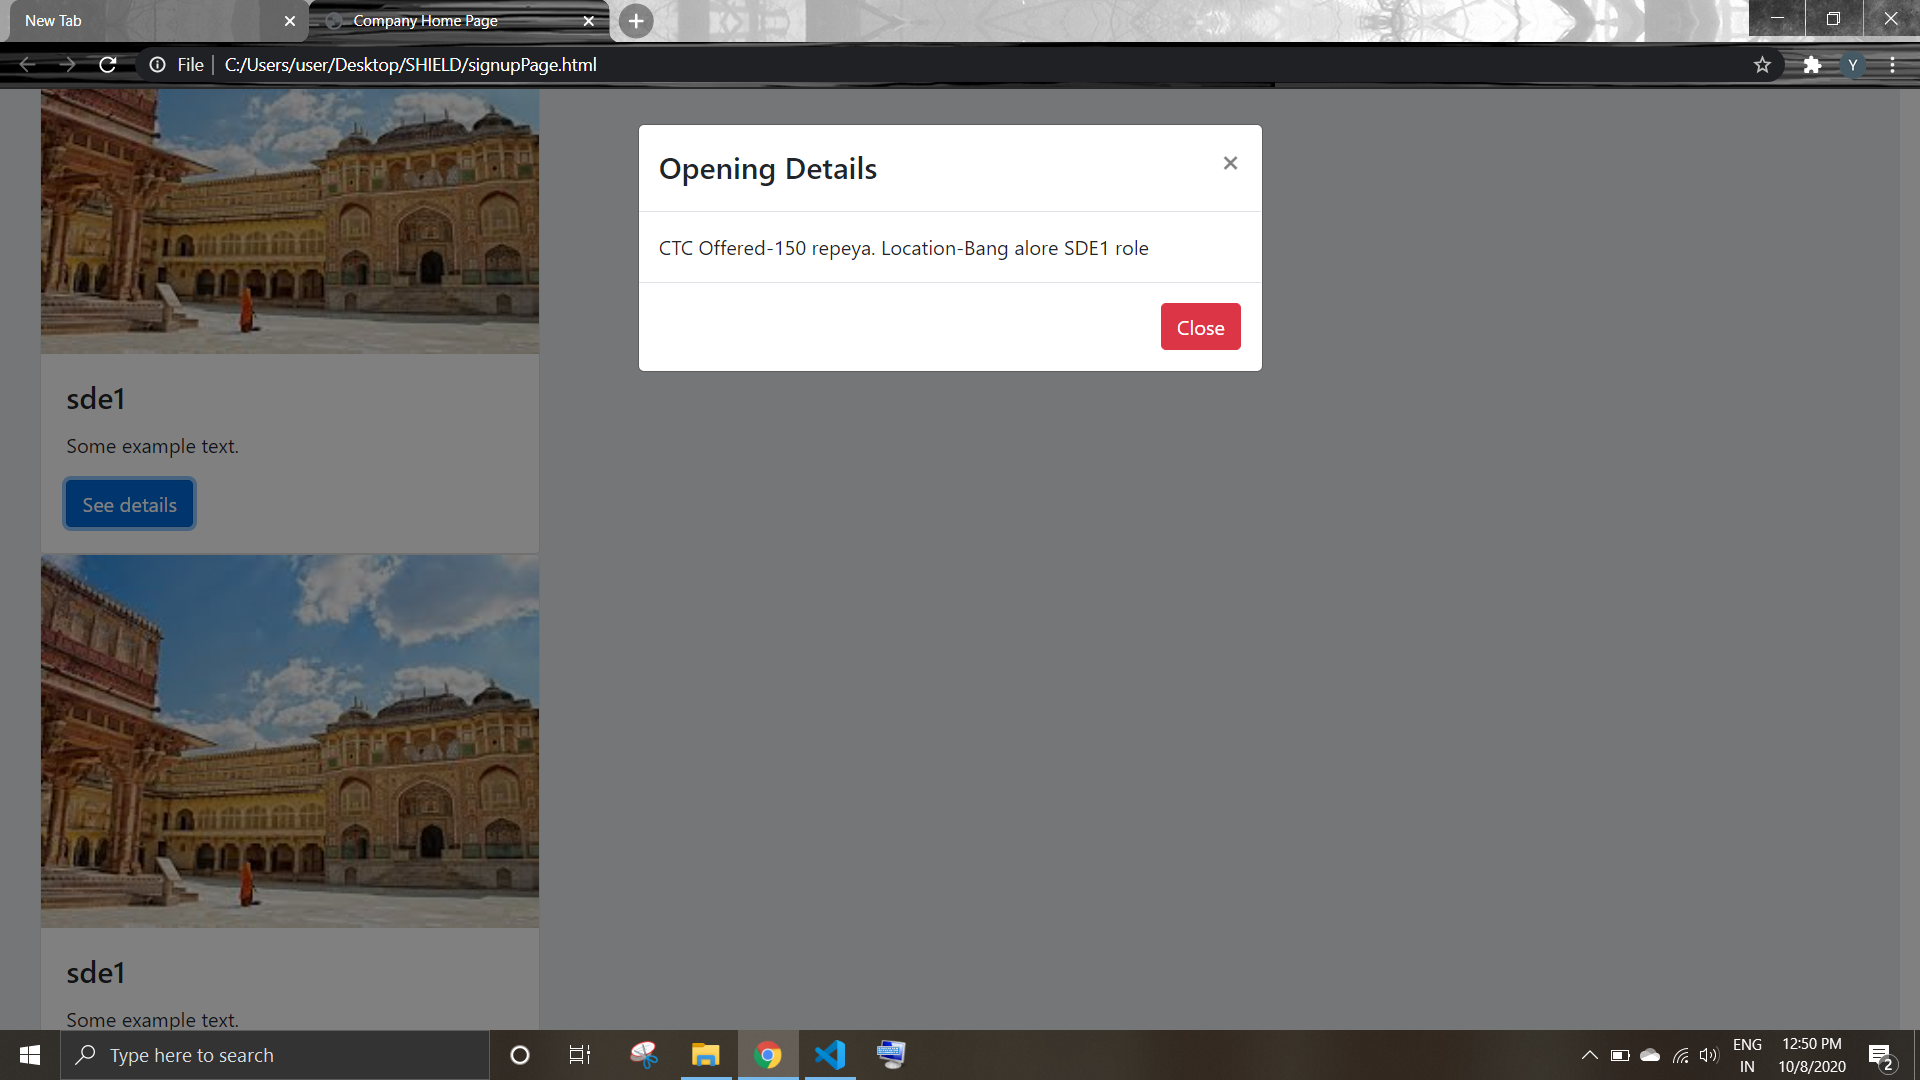 New Tab
Company Home Page
File
C:/Users/user/Desktop/SHIELD/signupPage.html
Y
Opening Details
×
CTC Offered-150 repeya. Location-Bang alore SDE1 role
Close
sde1
Some example text.
See details
sde1
Some example text.
Type here to search
ENG
IN
12:50 PM
10/8/2020
2